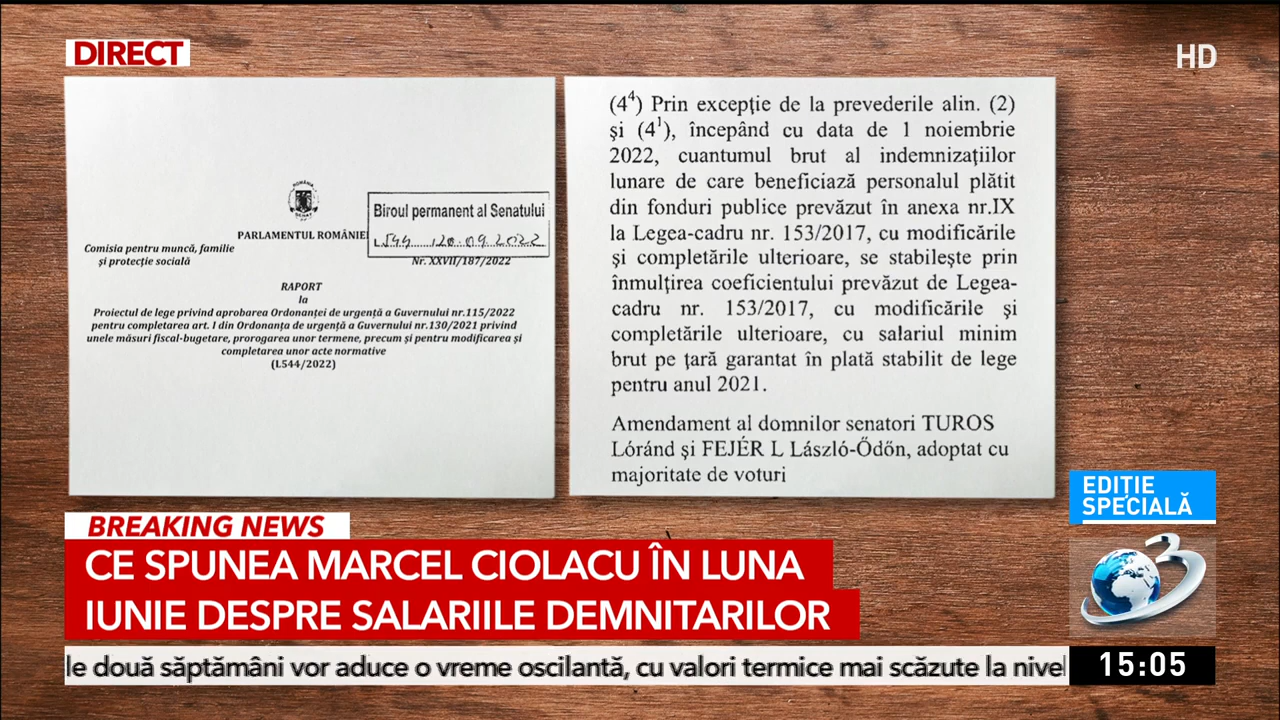 DIRECT
HD
ROMÂNIA
SENAT
PARLAMENTUL ROMÂNIEI
Biroul permanent al Senatului
L544 20.09.2022
Comisia pentru muncă, familie
și protecție socială
Nr. XXVII/187/2022
RAPORT
la
Proiectul de lege privind aprobarea Ordonanței de urgență a Guvernului nr.115/2022
pentru completarea art. I din Ordonanța de urgență a Guvernului nr.130/2021 privind
unele măsuri fiscal-bugetare, prorogarea unor termene, precum și pentru modificarea și
completarea unor acte normative
(L544/2022)
(4⁴) Prin excepție de la prevederile alin. (2)
și (4¹), începând cu data de 1 noiembrie
2022, cuantumul brut al indemnizațiilor
lunare de care beneficiază personalul plătit
din fonduri publice prevăzut în anexa nr.IX
la Legea-cadru nr. 153/2017, cu modificările
și completările ulterioare, se stabilește prin
înmulțirea coeficientului prevăzut de Legea-
cadru nr. 153/2017, cu modificările și
completările ulterioare, cu salariul minim
brut pe țară garantat în plată stabilit de lege
pentru anul 2021.
Amendament al domnilor senatori TUROS
Lóránd și FEJÉR L László-Ődőn, adoptat cu
majoritate de voturi
EDIȚIE
SPECIALĂ
3
BREAKING NEWS
CE SPUNEA MARCEL CIOLACU ÎN LUNA
IUNIE DESPRE SALARIILE DEMNITARILOR
le două săptămâni vor aduce o vreme oscilantă, cu valori termice mai scăzute la nivel
15:05